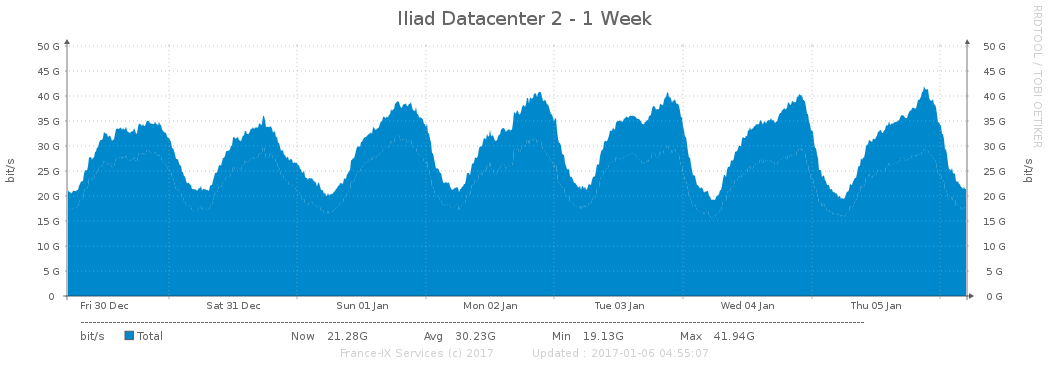 Iliad Datacenter 2 - 1 Week
RRDTOOL / TOBI OETIKER
50 G 50 G
45 G 45 G
40 G 40 G
35 G 35 G
30 G 30 G
25 G 25 G
20 G 20 G
15 G 15 G
10 G 10 G
5 G 5 G
0 0 G
bit/s bit/s
Fri 30 Dec Sat 31 Dec Sun 01 Jan Mon 02 Jan Tue 03 Jan Wed 04 Jan Thu 05 Jan
bit/s Total Now 21.28G Avg 30.23G Min 19.13G Max 41.94G
France-IX Services (c) 2017 Updated : 2017-01-06 04:55:07